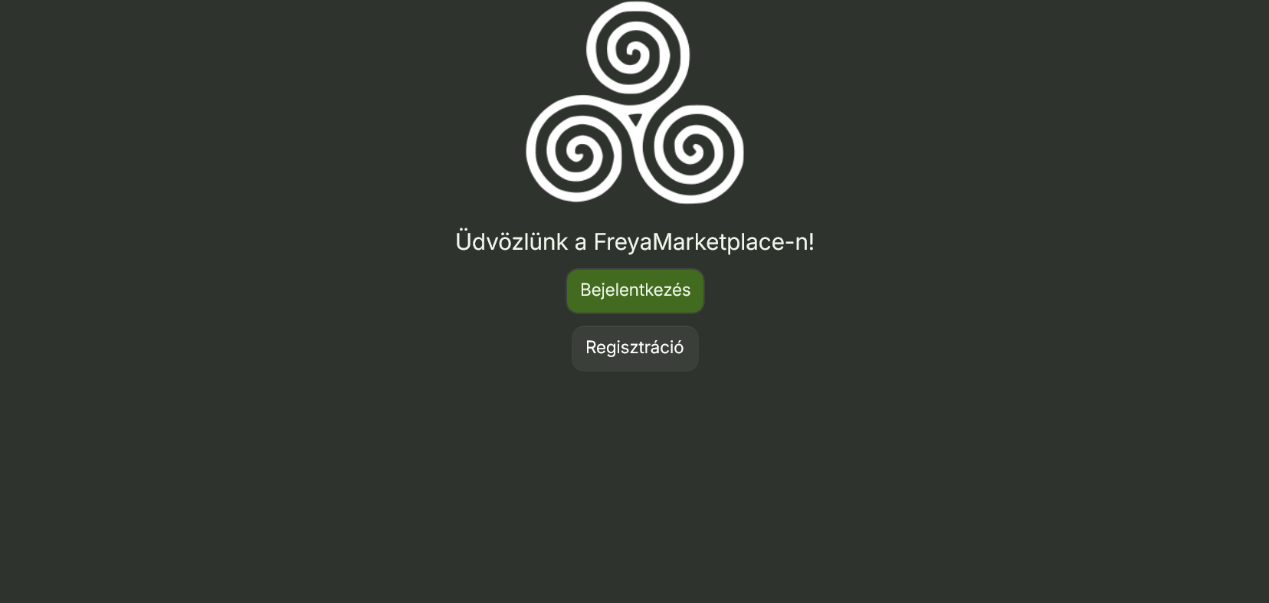 Üdvözlünk a FreyaMarketplace-n!
Bejelentkezés
Regisztráció